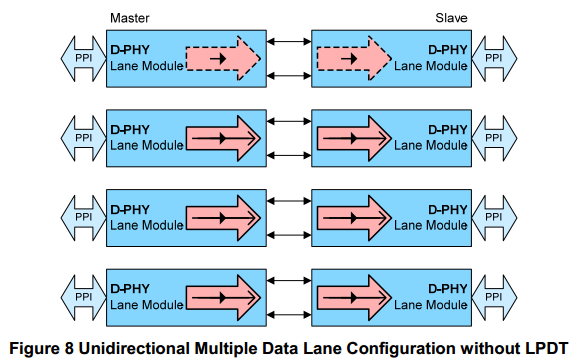 Master Slave
PPI D-PHY Lane Module D-PHY Lane Module PPI
PPI D-PHY Lane Module D-PHY Lane Module PPI
PPI D-PHY Lane Module D-PHY Lane Module PPI
PPI D-PHY Lane Module D-PHY Lane Module PPI
Figure 8 Unidirectional Multiple Data Lane Configuration without LPDT